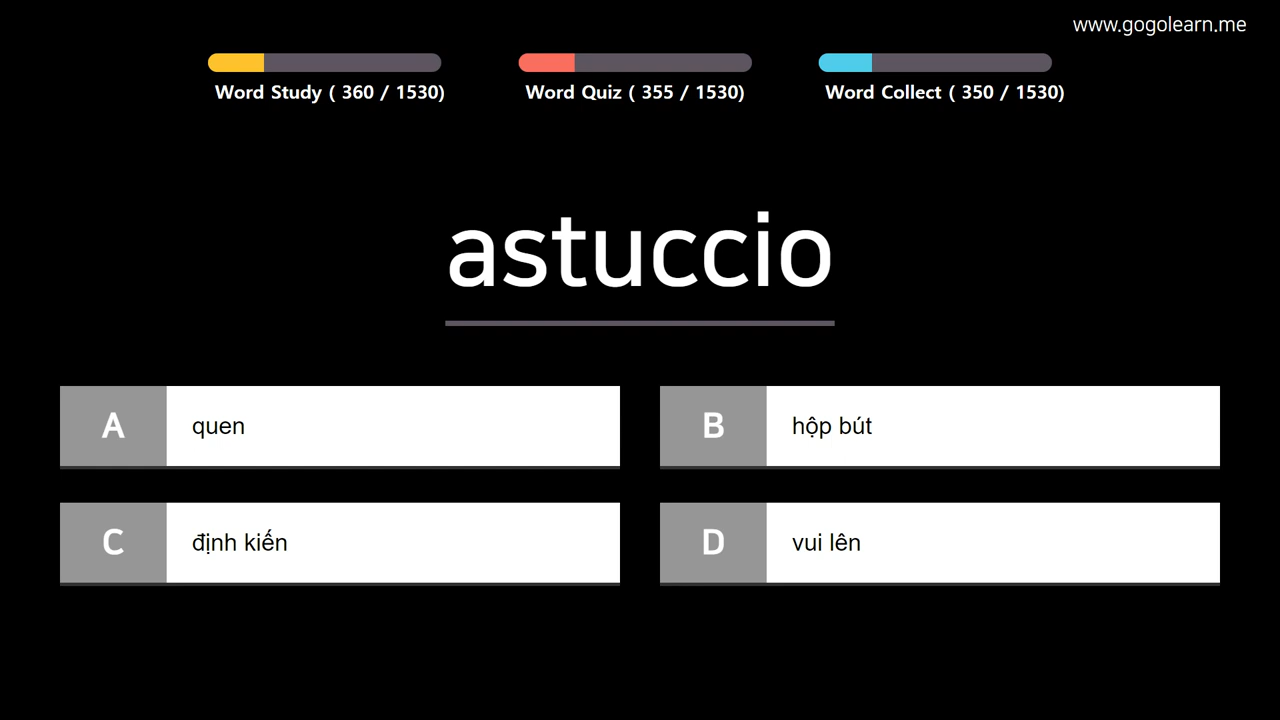 www.gogolearn.me
Word Study ( 360 / 1530)
Word Quiz ( 355 / 1530)
Word Collect ( 350 / 1530)
astuccio
A quen
B hộp bút
C định kiến
D vui lên